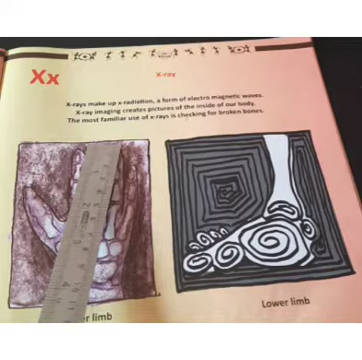 Xx
X-ray
X-rays make up x-radiation, a form of electro magnetic waves.
X-ray imaging creates pictures of the inside of our body.
The most familiar use of x-rays is checking for broken bones.
limb
Lower limb